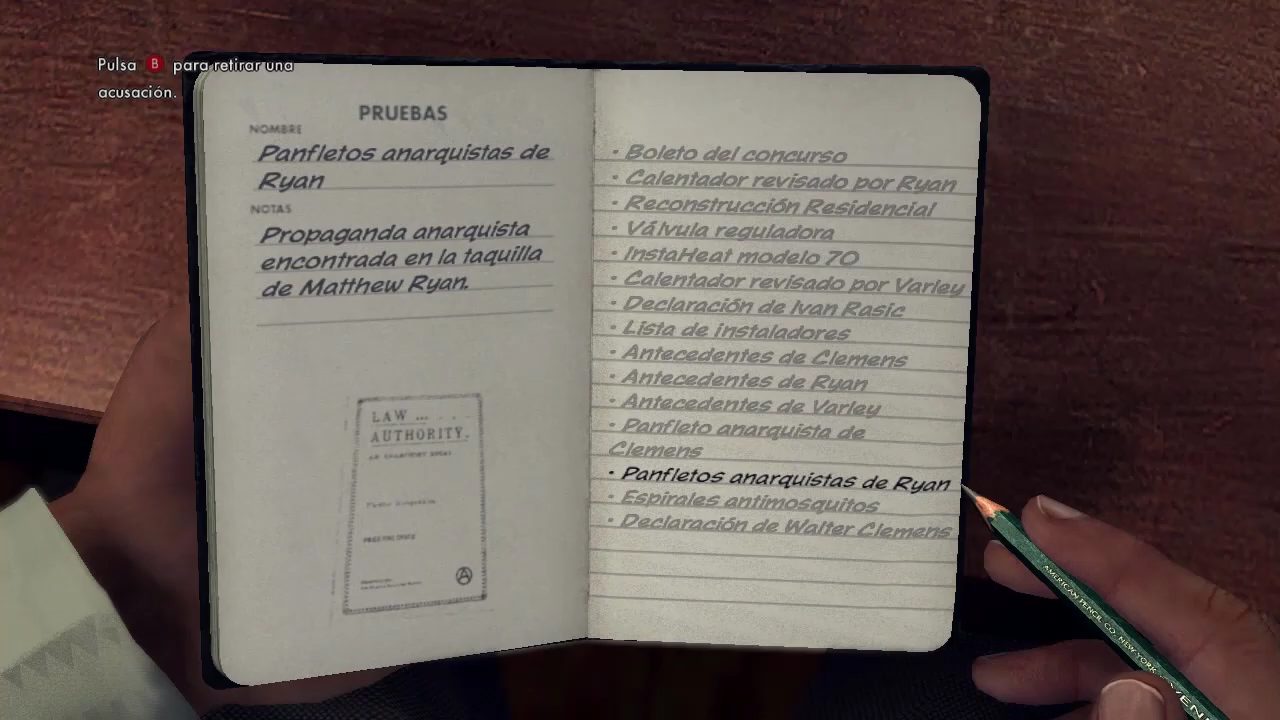 Pulsa B para retirar una
acusación.
PRUEBAS
NOMBRE
Panfletos anarquistas de
Ryan
NOTAS
Propaganda anarquista
encontrada en la taquilla
de Matthew Ryan.
LAW ...
AUTHORITY.
• Boleto del concurso
• Calentador revisado por Ryan
• Reconstrucción Residencial
• Válvula reguladora
• InstaHeat modelo 70
• Calentador revisado por Varley
• Declaración de Ivan Rasic
• Lista de instaladores
• Antecedentes de Clemens
• Antecedentes de Ryan
• Antecedentes de Varley
• Panfleto anarquista de
Clemens
• Panfletos anarquistas de Ryan
• Espirales antimosquitos
• Declaración de Walter Clemens
AMERICAN PENCIL CO. NEW YORK